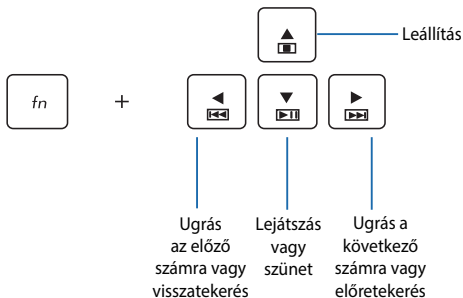 Leállítás
fn
+
Ugrás
az előző
számra vagy
visszatekerés
Lejátszás
vagy
szünet
Ugrás a
következő
számra vagy
előretekerés